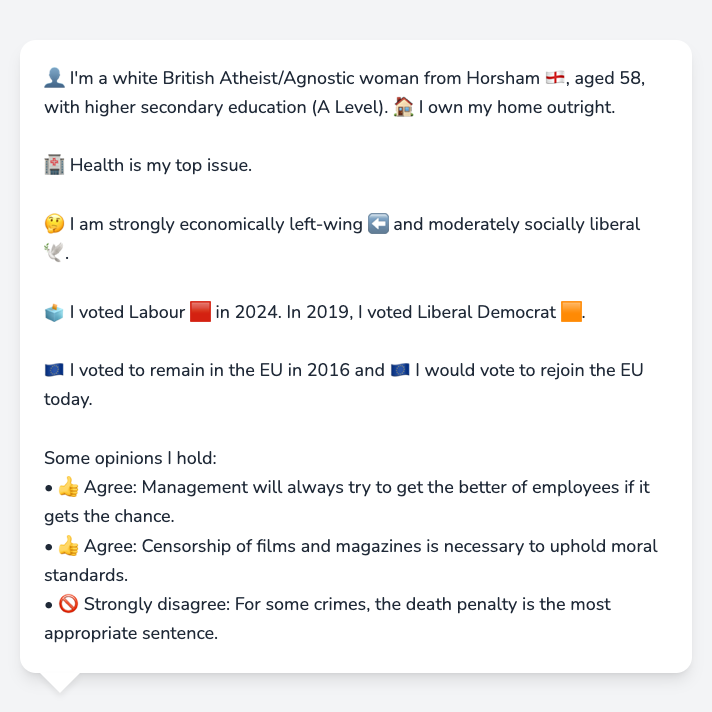 👤 I'm a white British Atheist/Agnostic woman from Horsham 🏴󠁧󠁢󠁥󠁮󠁧󠁿, aged 58,
with higher secondary education (A Level). 🏠 I own my home outright.
🏥 Health is my top issue.
🤔 I am strongly economically left-wing ⬅️ and moderately socially liberal
🕊️.
🗳️ I voted Labour 🟥 in 2024. In 2019, I voted Liberal Democrat 🟧.
🇪🇺 I voted to remain in the EU in 2016 and 🇪🇺 I would vote to rejoin the EU
today.
Some opinions I hold:
• 👍 Agree: Management will always try to get the better of employees if it
gets the chance.
• 👍 Agree: Censorship of films and magazines is necessary to uphold moral
standards.
• 🚫 Strongly disagree: For some crimes, the death penalty is the most
appropriate sentence.